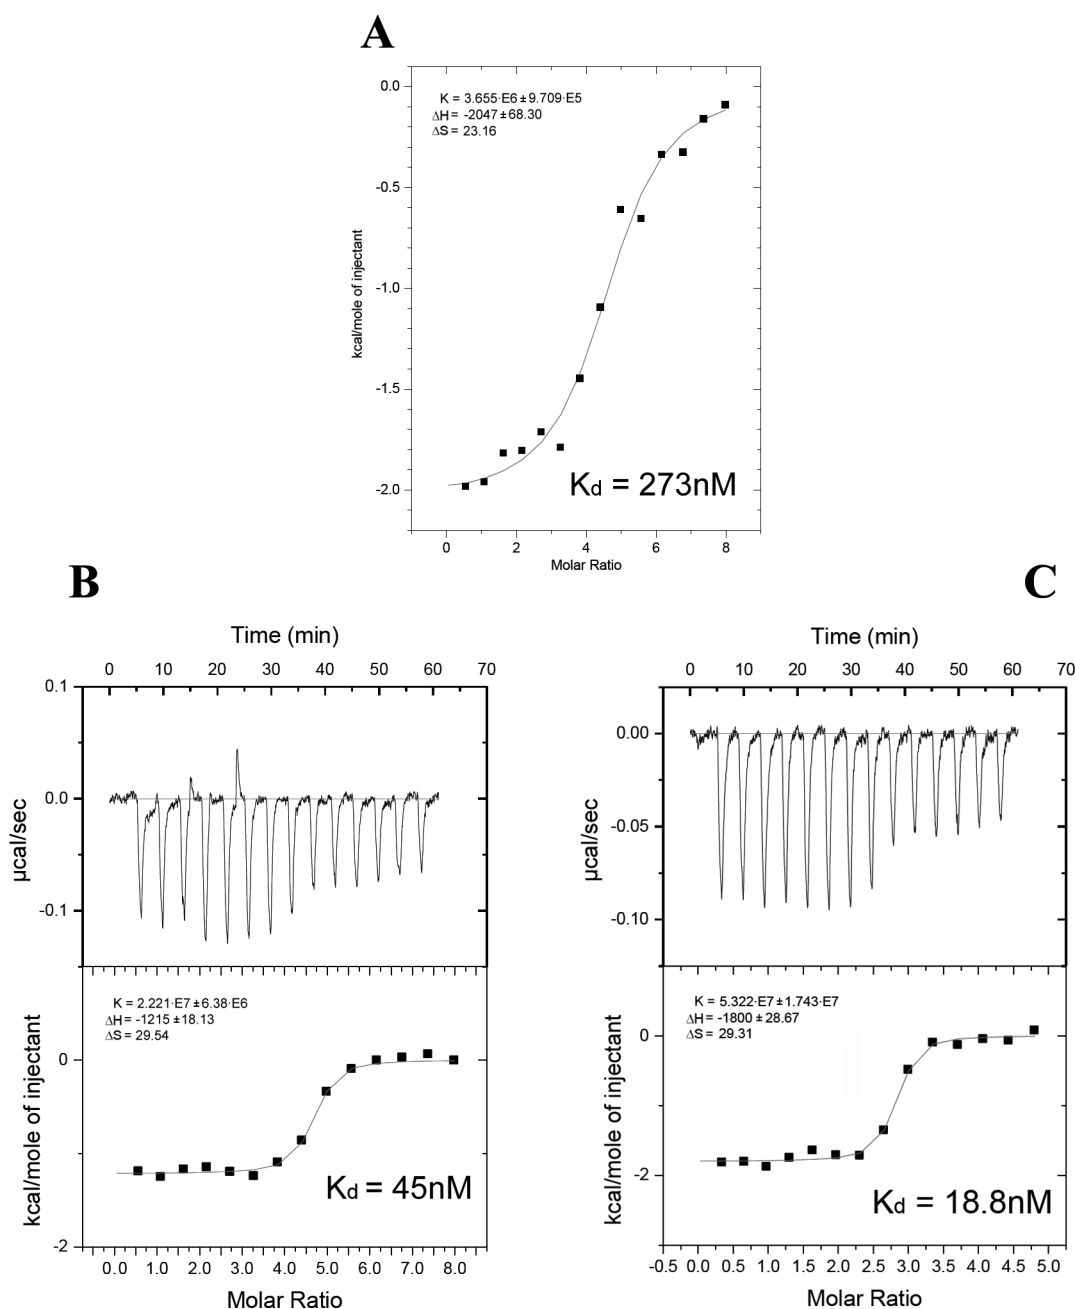 A
0.0
-0.5
-1.0
-1.5
-2.0
kcal/mole of injectant
K = 3.655·E6±9.709·E5
ΔH= -2047±68.30
ΔS= 23.16
Kd = 273nM
0 2 4 6 8
Molar Ratio
B
Time (min)
0 10 20 30 40 50 60 70
0.1
0.0
-0.1
µcal/sec
K = 2.221·E7±6.38·E6
ΔH= -1215±18.13
ΔS= 29.54
0
-2
kcal/mole of injectant
Kd = 45nM
0.0 1.0 2.0 3.0 4.0 5.0 6.0 7.0 8.0
Molar Ratio
C
Time (min)
0 10 20 30 40 50 60 70
0.00
-0.05
-0.10
µcal/sec
K = 5.322·E7±1.743·E7
ΔH= -1800±28.67
ΔS= 29.31
0
-2
kcal/mole of injectant
Kd = 18.8nM
-0.5 0.0 0.5 1.0 1.5 2.0 2.5 3.0 3.5 4.0 4.5 5.0
Molar Ratio